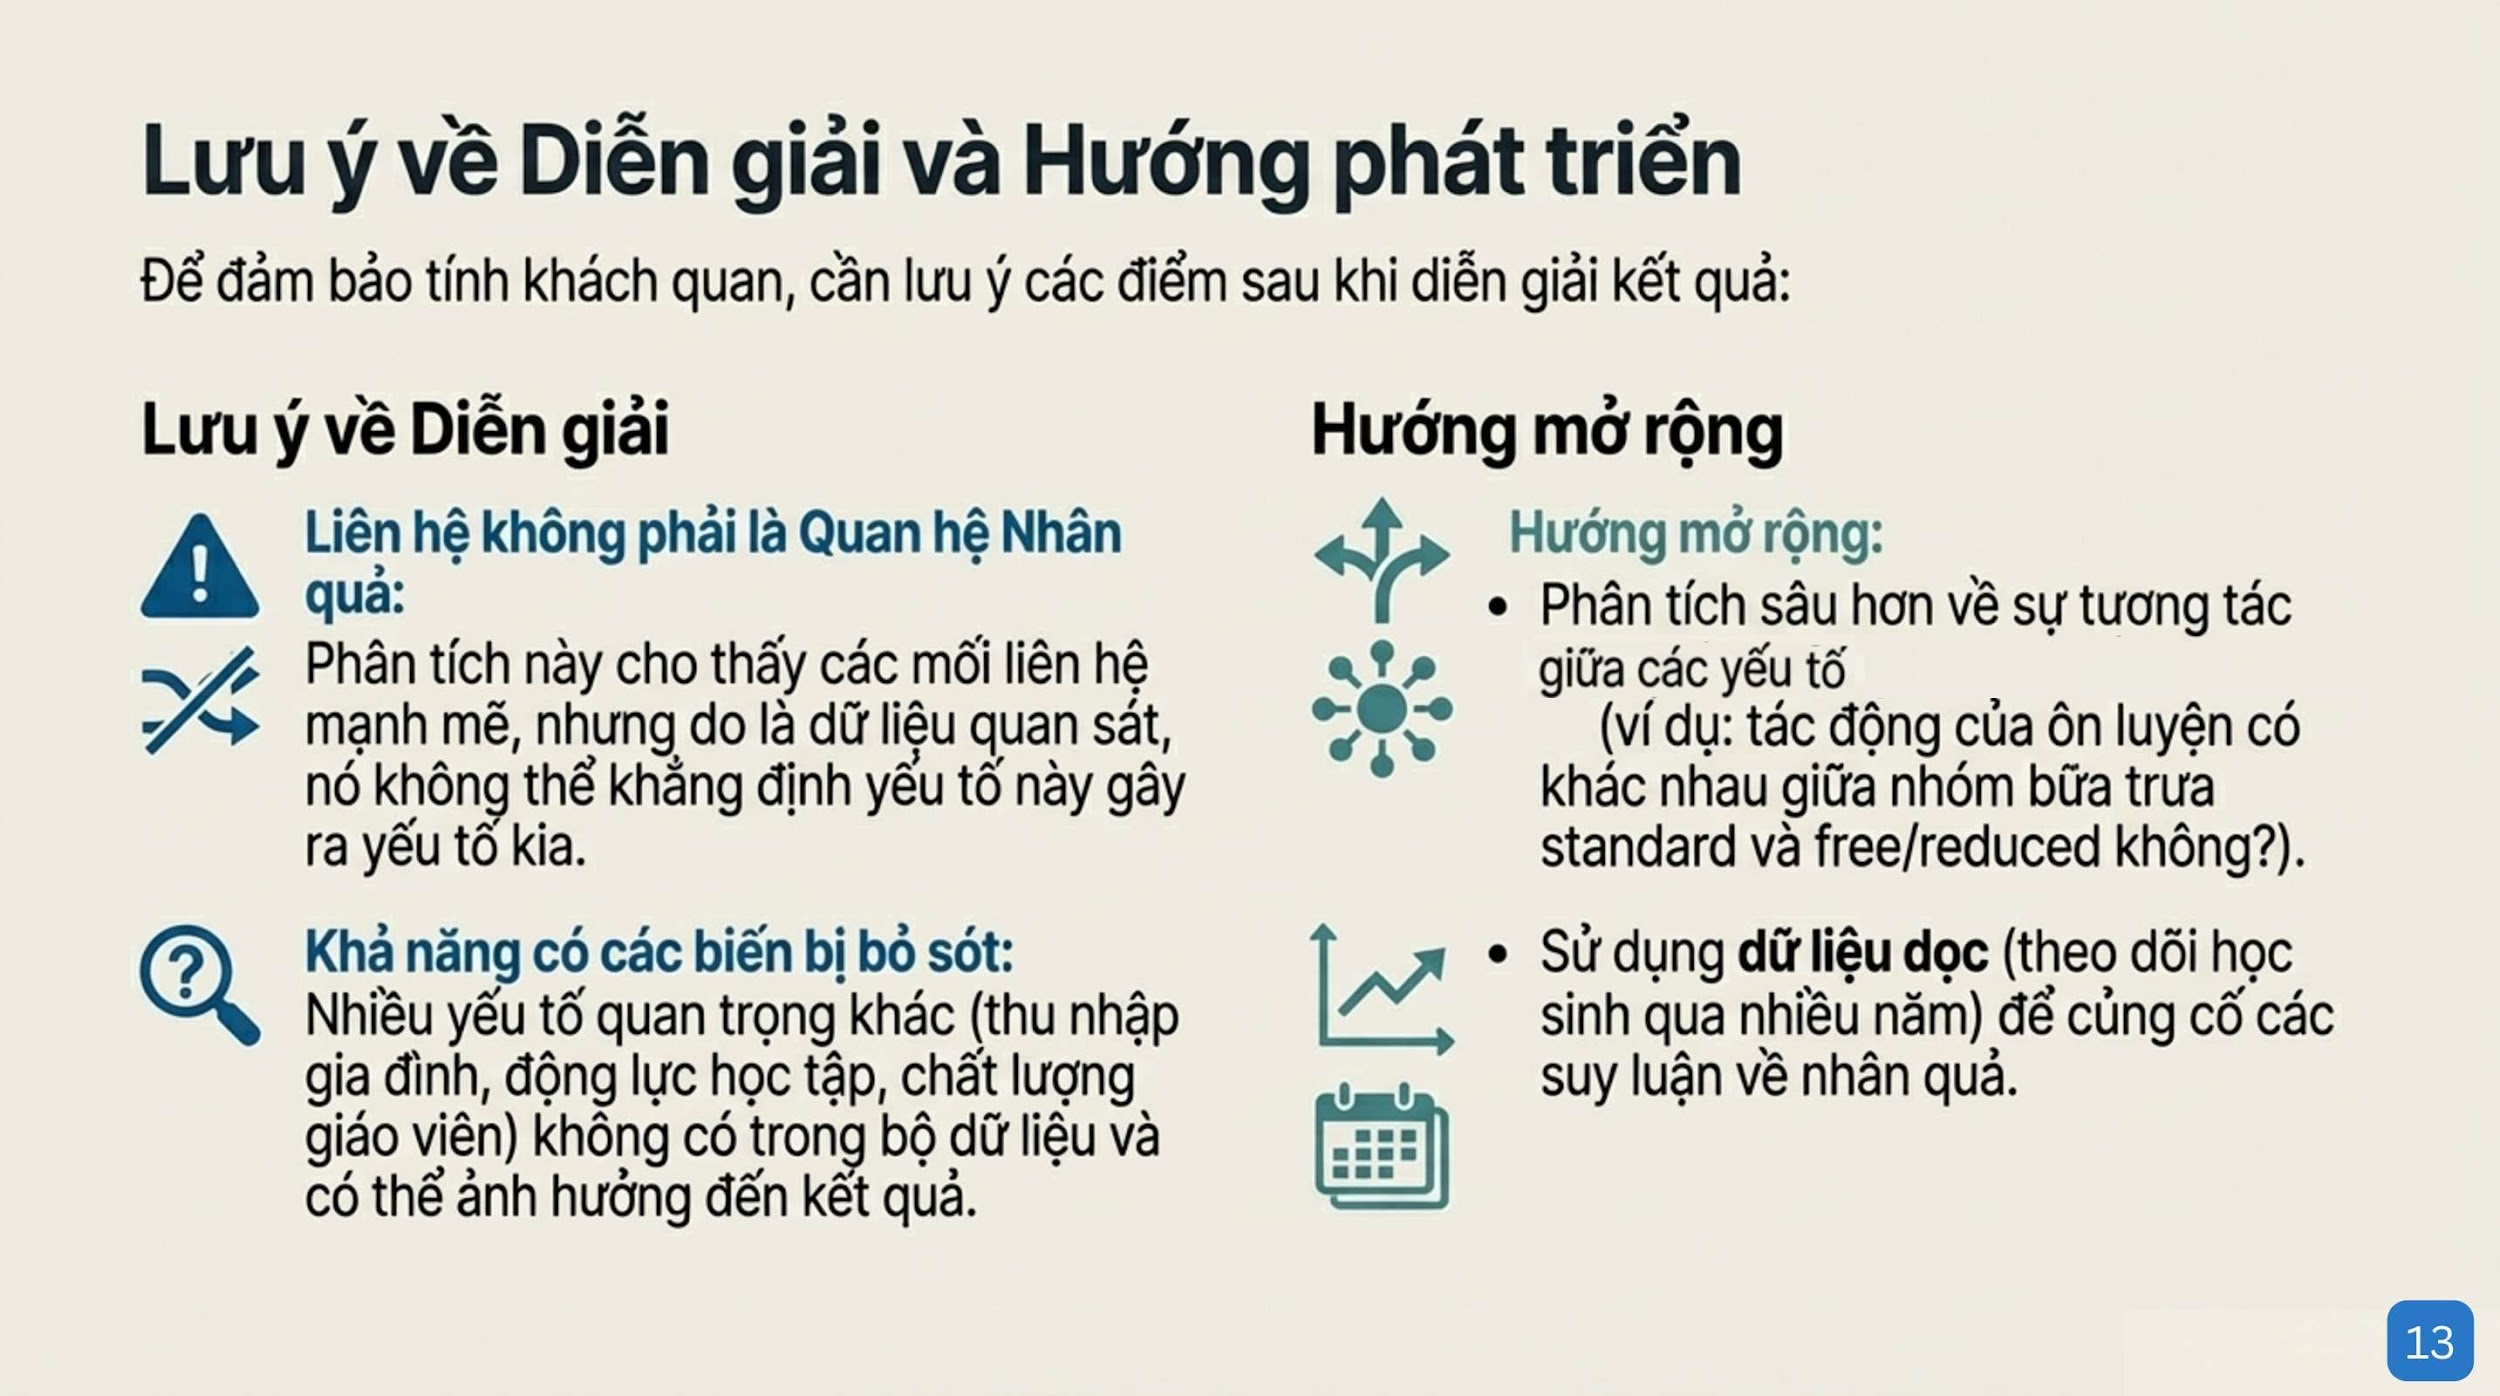 Lưu ý về Diễn giải và Hướng phát triển
Để đảm bảo tính khách quan, cần lưu ý các điểm sau khi diễn giải kết quả:
Lưu ý về Diễn giải
Liên hệ không phải là Quan hệ Nhân
quả:
Phân tích này cho thấy các mối liên hệ
mạnh mẽ, nhưng do là dữ liệu quan sát,
nó không thể khẳng định yếu tố này gây
ra yếu tố kia.
Khả năng có các biến bị bỏ sót:
Nhiều yếu tố quan trọng khác (thu nhập
gia đình, động lực học tập, chất lượng
giáo viên) không có trong bộ dữ liệu và
có thể ảnh hưởng đến kết quả.
Hướng mở rộng
Hướng mở rộng:
• Phân tích sâu hơn về sự tương tác
giữa các yếu tố
(ví dụ: tác động của ôn luyện có
khác nhau giữa nhóm bữa trưa
standard và free/reduced không?).
• Sử dụng dữ liệu dọc (theo dõi học
sinh qua nhiều năm) để củng cố các
suy luận về nhân quả.
13